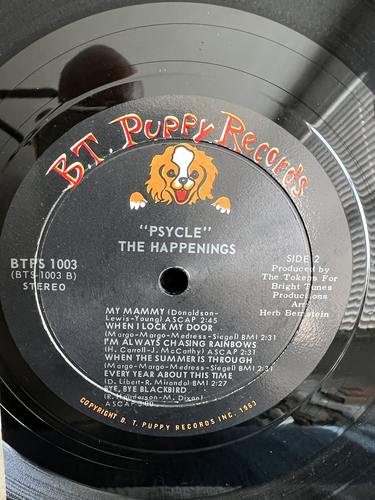 B.T. PUPPY RECORDS
"PSYCLE"
THE HAPPENINGS
BTPS 1003
(BTS-1003 B)
STEREO
SIDE 2
Produced by
The Tokens For
Bright Tunes
Productions
Arr.
Herb Bernstein
MY MAMMY (Donaldson-
Lewis-Young) ASCAP 2:45
WHEN I LOCK MY DOOR
(Margo-Margo-Medress-Siegel) BMI 2:31
I'M ALWAYS CHASING RAINBOWS
(H. Carroll-J. McCarthy) ASCAP 2:31
WHEN THE SUMMER IS THROUGH
(Margo-Margo-Medress-Siegel) BMI 2:11
EVERY YEAR ABOUT THIS TIME
(D. Libert-R. Miranda) BMI 2:27
BYE, BYE BLACKBIRD
(R. Henderson-M. Dixon)
ASCAP
COPYRIGHT B. T. PUPPY RECORDS INC.